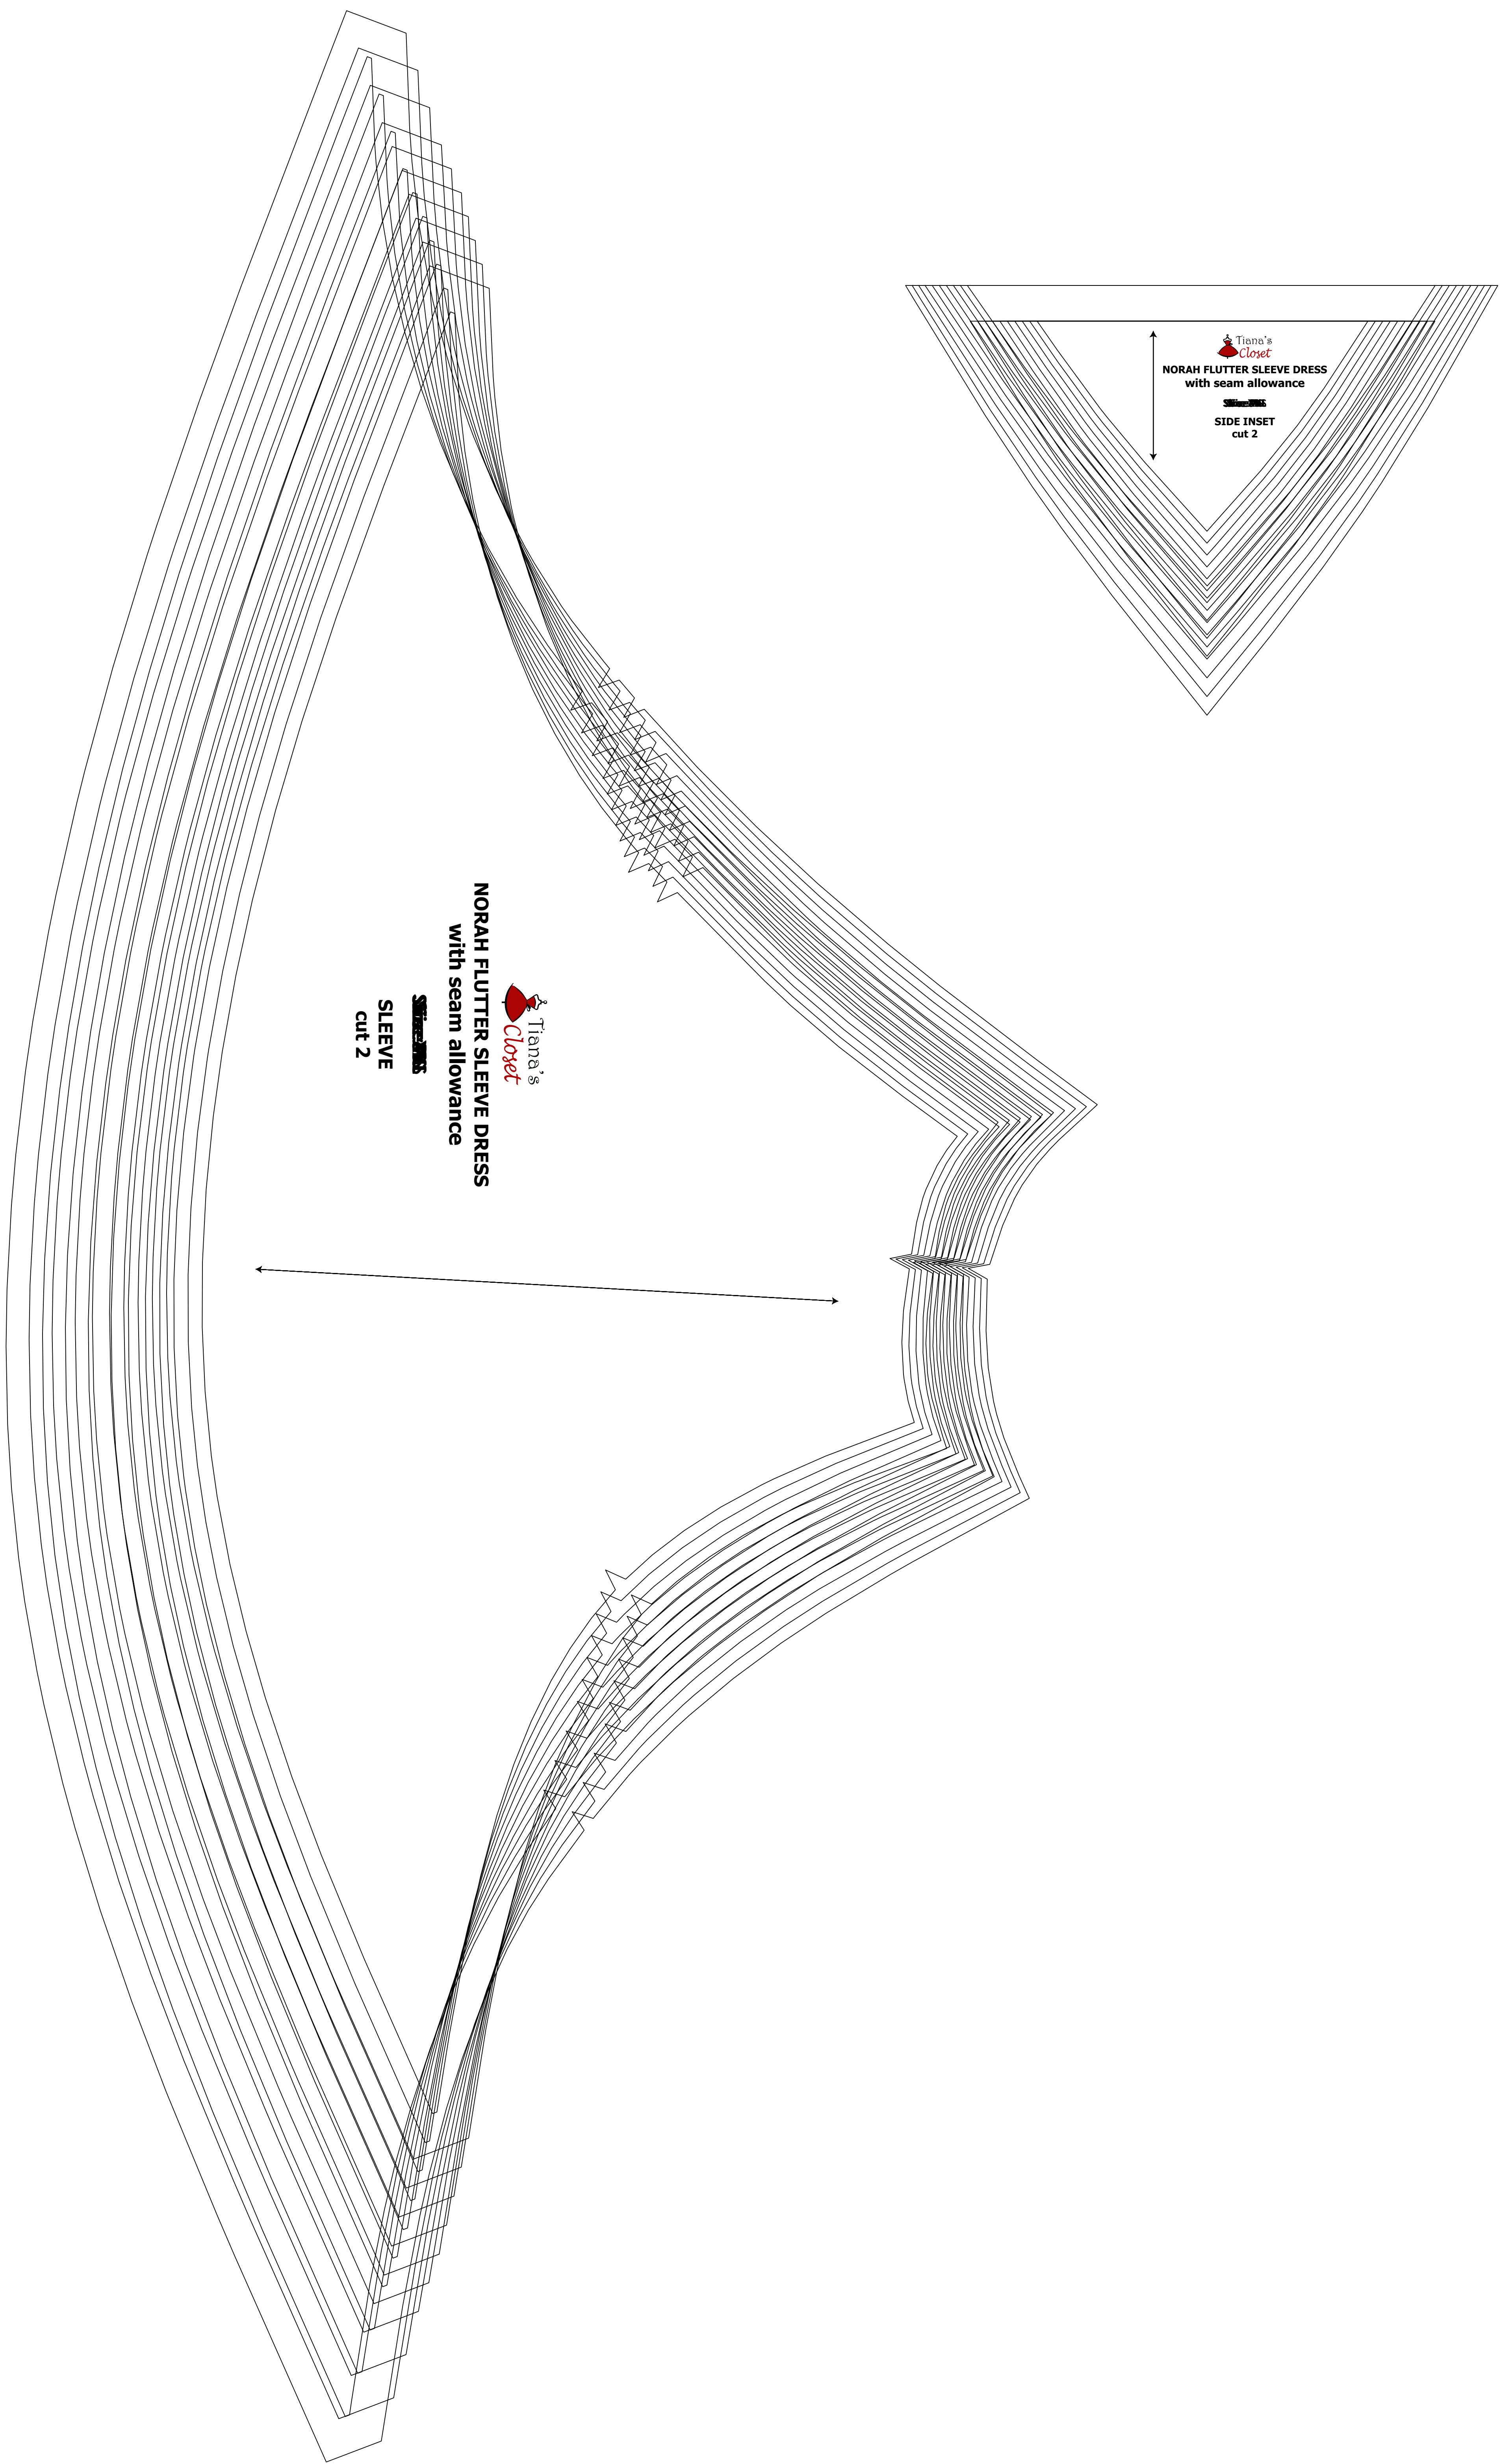 Tiana's
Closet
NORAH FLUTTER SLEEVE DRESS
with seam allowance
SIDE INSET
cut 2
Tiana's
Closet
NORAH FLUTTER SLEEVE DRESS
with seam allowance
SLEEVE
cut 2